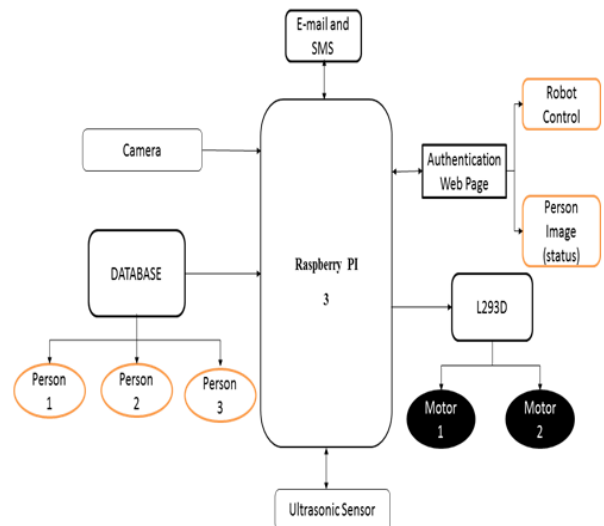 E-mail and
SMS
Robot
Control
Camera
Authentication
Web Page
Person
Image
(status)
DATABASE
Raspberry PI
3
L293D
Person
1
Person
2
Person
3
Motor
1
Motor
2
Ultrasonic Sensor